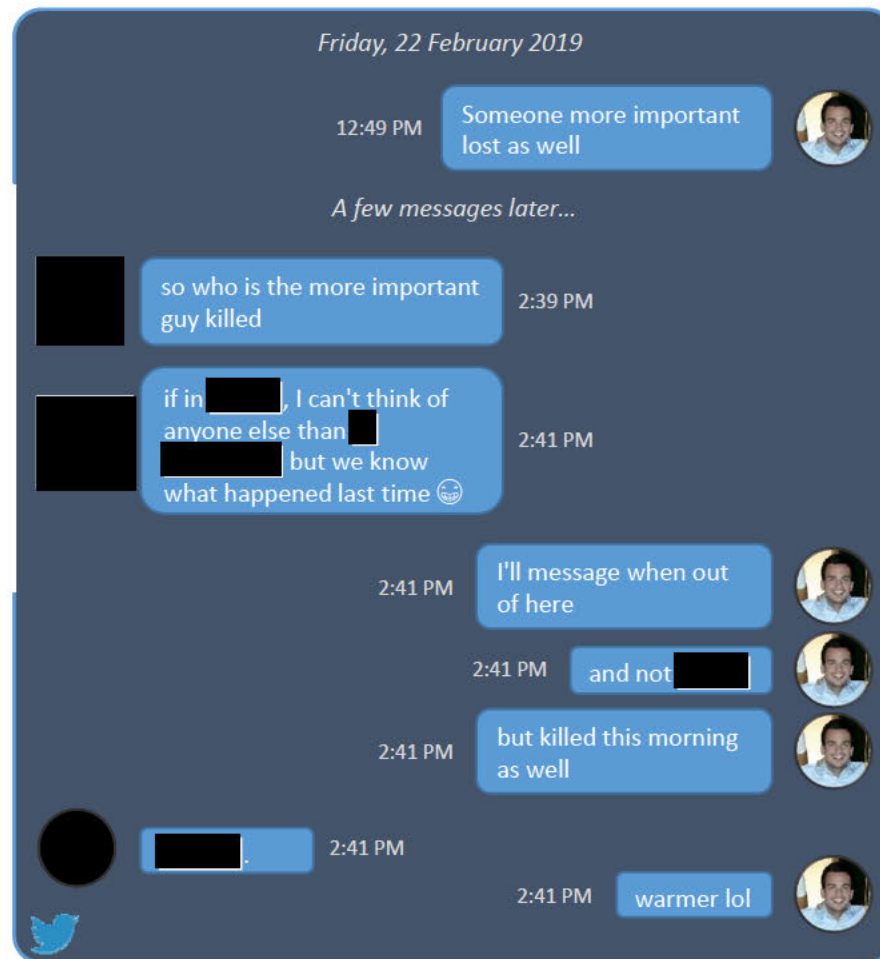 Friday, 22 February 2019
12:49 PM
Someone more important
lost as well
A few messages later...
so who is the more important
guy killed
2:39 PM
if in , I can't think of
anyone else than
but we know
what happened last time 😁
2:41 PM
2:41 PM
I'll message when out
of here
2:41 PM
and not
2:41 PM
but killed this morning
as well
.
2:41 PM
2:41 PM
warmer lol